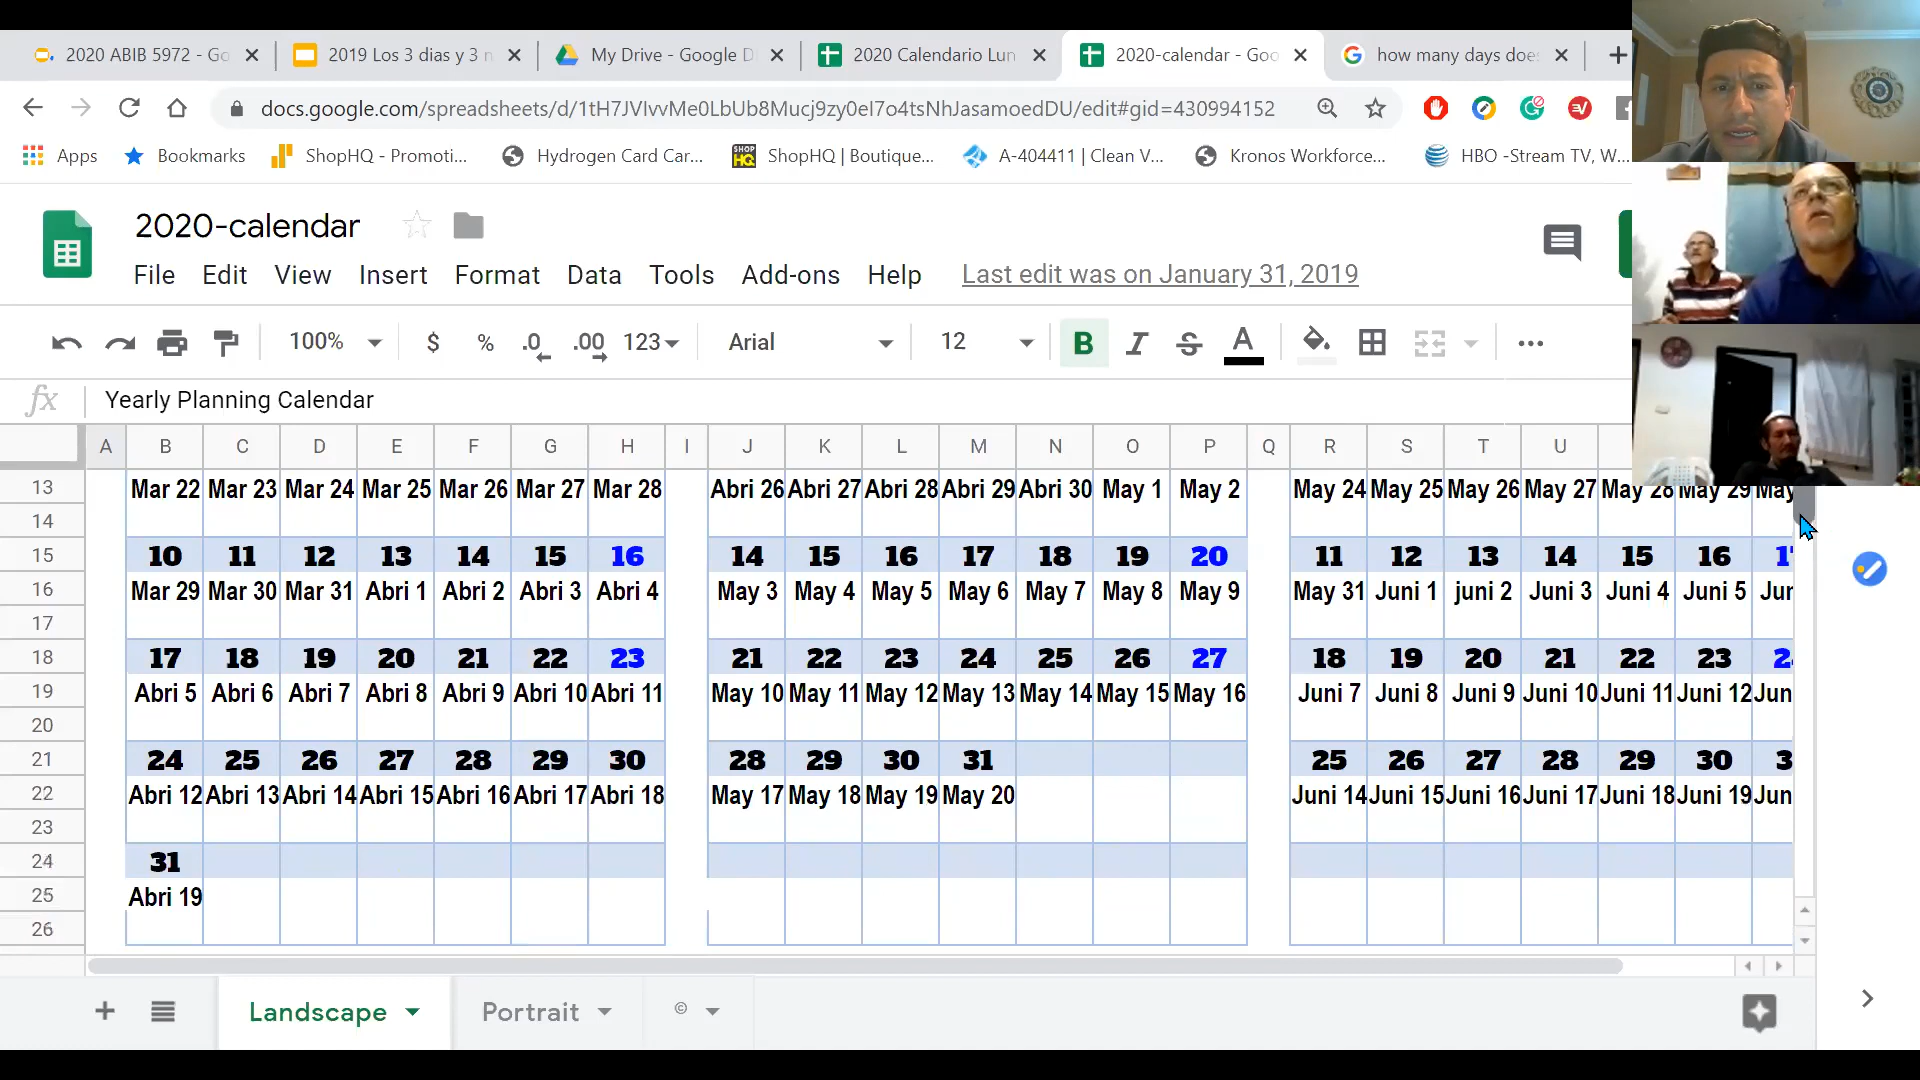 2020 ABIB 5972 - Go
2019 Los 3 dias y 3 n
My Drive - Google D
2020 Calendario Lun
2020-calendar - Goo
how many days doe
docs.google.com/spreadsheets/d/1tH7JVlvvMe0LbUb8Mucj9zy0eI7o4tsNhJasamoedDU/edit#gid=430994152
Apps
Bookmarks
ShopHQ - Promoti...
Hydrogen Card Car...
SHOP HQ
ShopHQ | Boutique...
A-404411 | Clean V...
Kronos Workforce...
HBO -Stream TV, W...
2020-calendar
File Edit View Insert Format Data Tools Add-ons Help Last edit was on January 31, 2019
100% $ % .0 .00 123 Arial 12 B I S A
fx Yearly Planning Calendar
A B C D E F G H I J K L M N O P Q R S T U
13 Mar 22 Mar 23 Mar 24 Mar 25 Mar 26 Mar 27 Mar 28 Abri 26 Abri 27 Abri 28 Abri 29 Abri 30 May 1 May 2 May 24 May 25 May 26 May 27 May 28 May 29 May
14
15 10 11 12 13 14 15 16 14 15 16 17 18 19 20 11 12 13 14 15 16
16 Mar 29 Mar 30 Mar 31 Abri 1 Abri 2 Abri 3 Abri 4 May 3 May 4 May 5 May 6 May 7 May 8 May 9 May 31 Juni 1 juni 2 Juni 3 Juni 4 Juni 5
17
18 17 18 19 20 21 22 23 21 22 23 24 25 26 27 18 19 20 21 22 23
19 Abri 5 Abri 6 Abri 7 Abri 8 Abri 9 Abri 10 Abri 11 May 10 May 11 May 12 May 13 May 14 May 15 May 16 Juni 7 Juni 8 Juni 9 Juni 10 Juni 11 Juni 12 Jun
20
21 24 25 26 27 28 29 30 28 29 30 31 25 26 27 28 29 30
22 Abri 12 Abri 13 Abri 14 Abri 15 Abri 16 Abri 17 Abri 18 May 17 May 18 May 19 May 20 Juni 14 Juni 15 Juni 16 Juni 17 Juni 18 Juni 19 Jun
23
24 31
25 Abri 19
26
Landscape Portrait ©